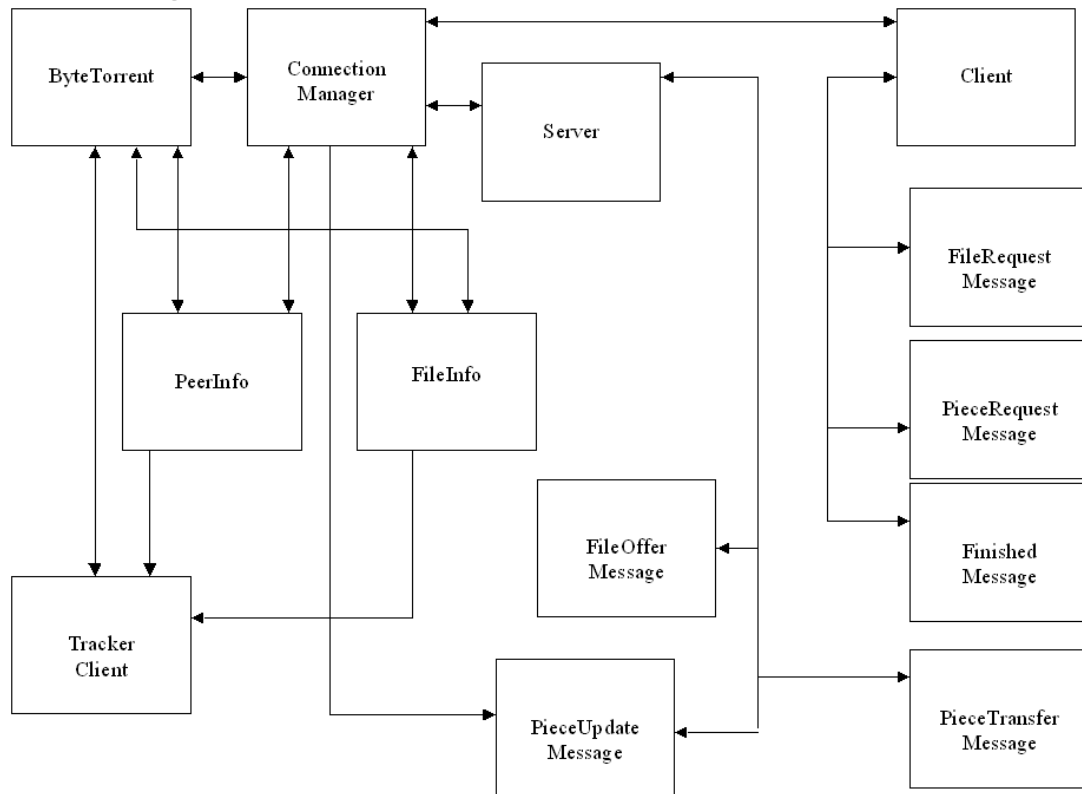 ByteTorrent
Connection
Manager
Client
Server
FileRequest
Message
PeerInfo
FileInfo
PieceRequest
Message
FileOffer
Message
Finished
Message
Tracker
Client
PieceUpdate
Message
PieceTransfer
Message